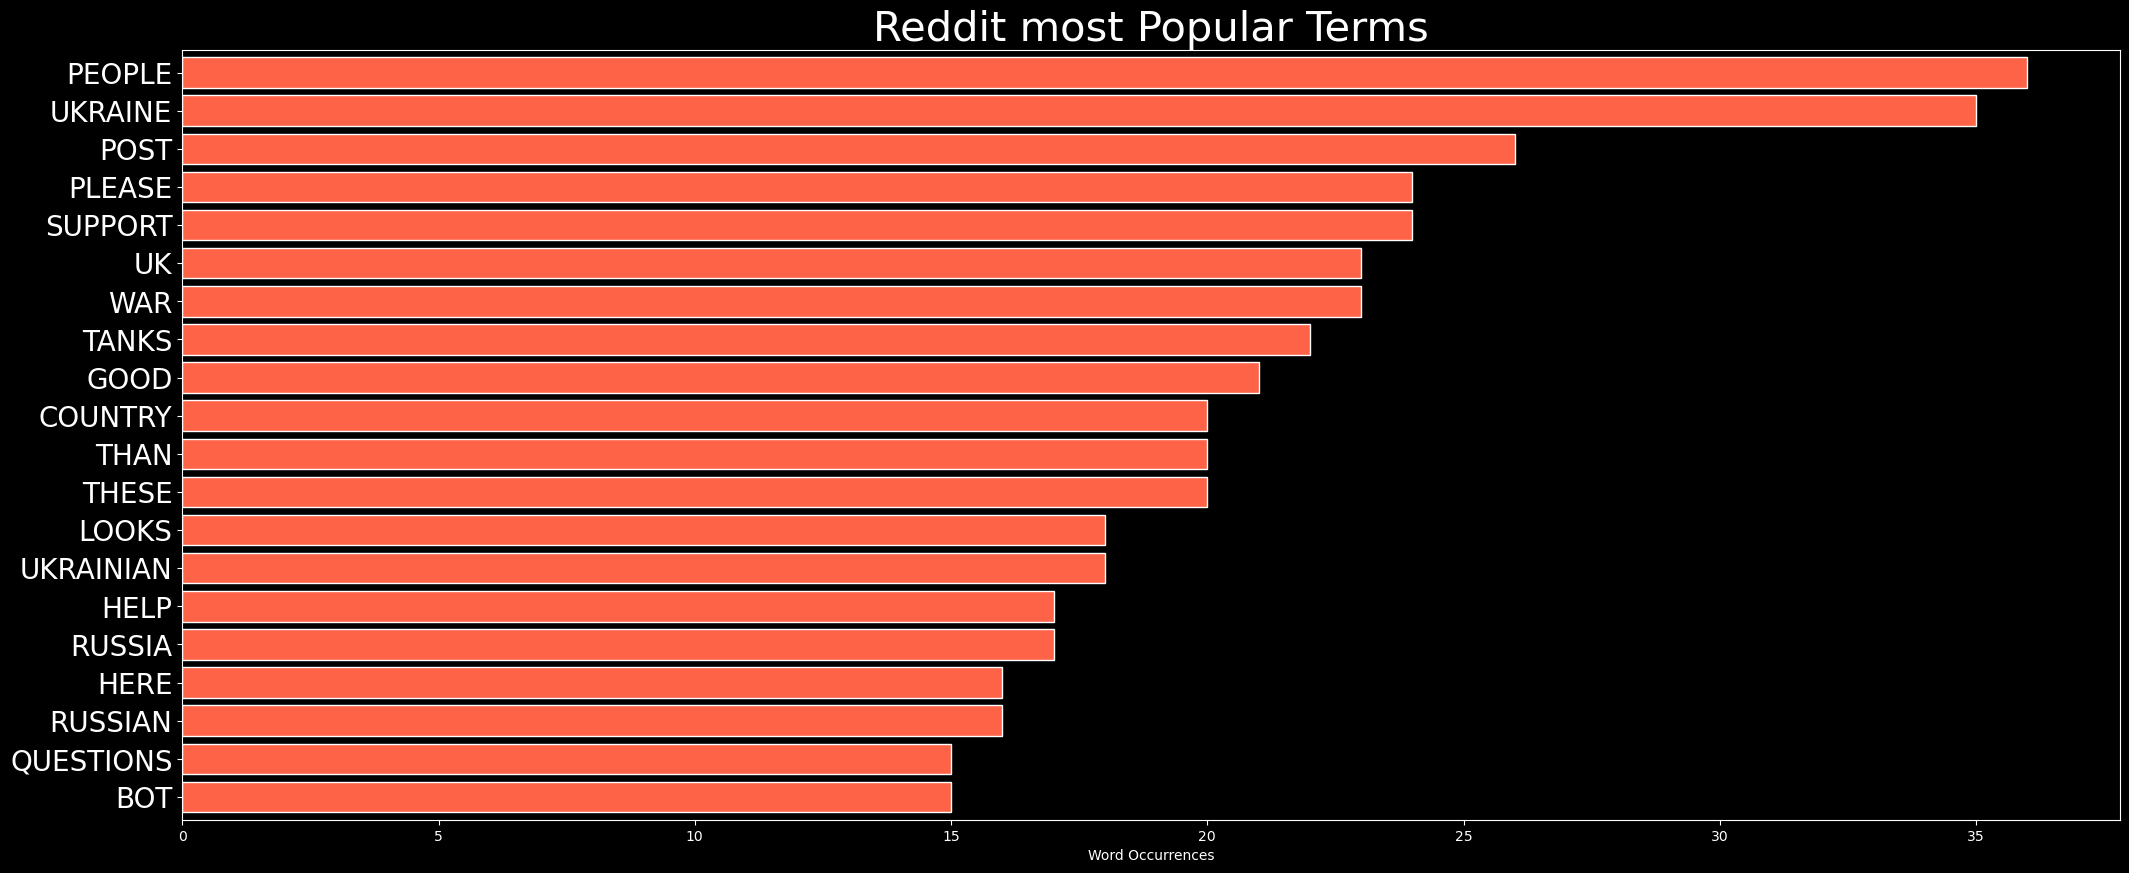 Reddit most Popular Terms
PEOPLE
UKRAINE
POST
PLEASE
SUPPORT
UK
WAR
TANKS
GOOD
COUNTRY
THAN
THESE
LOOKS
UKRAINIAN
HELP
RUSSIA
HERE
RUSSIAN
QUESTIONS
BOT
0 5 10 15 20 25 30 35
Word Occurrences